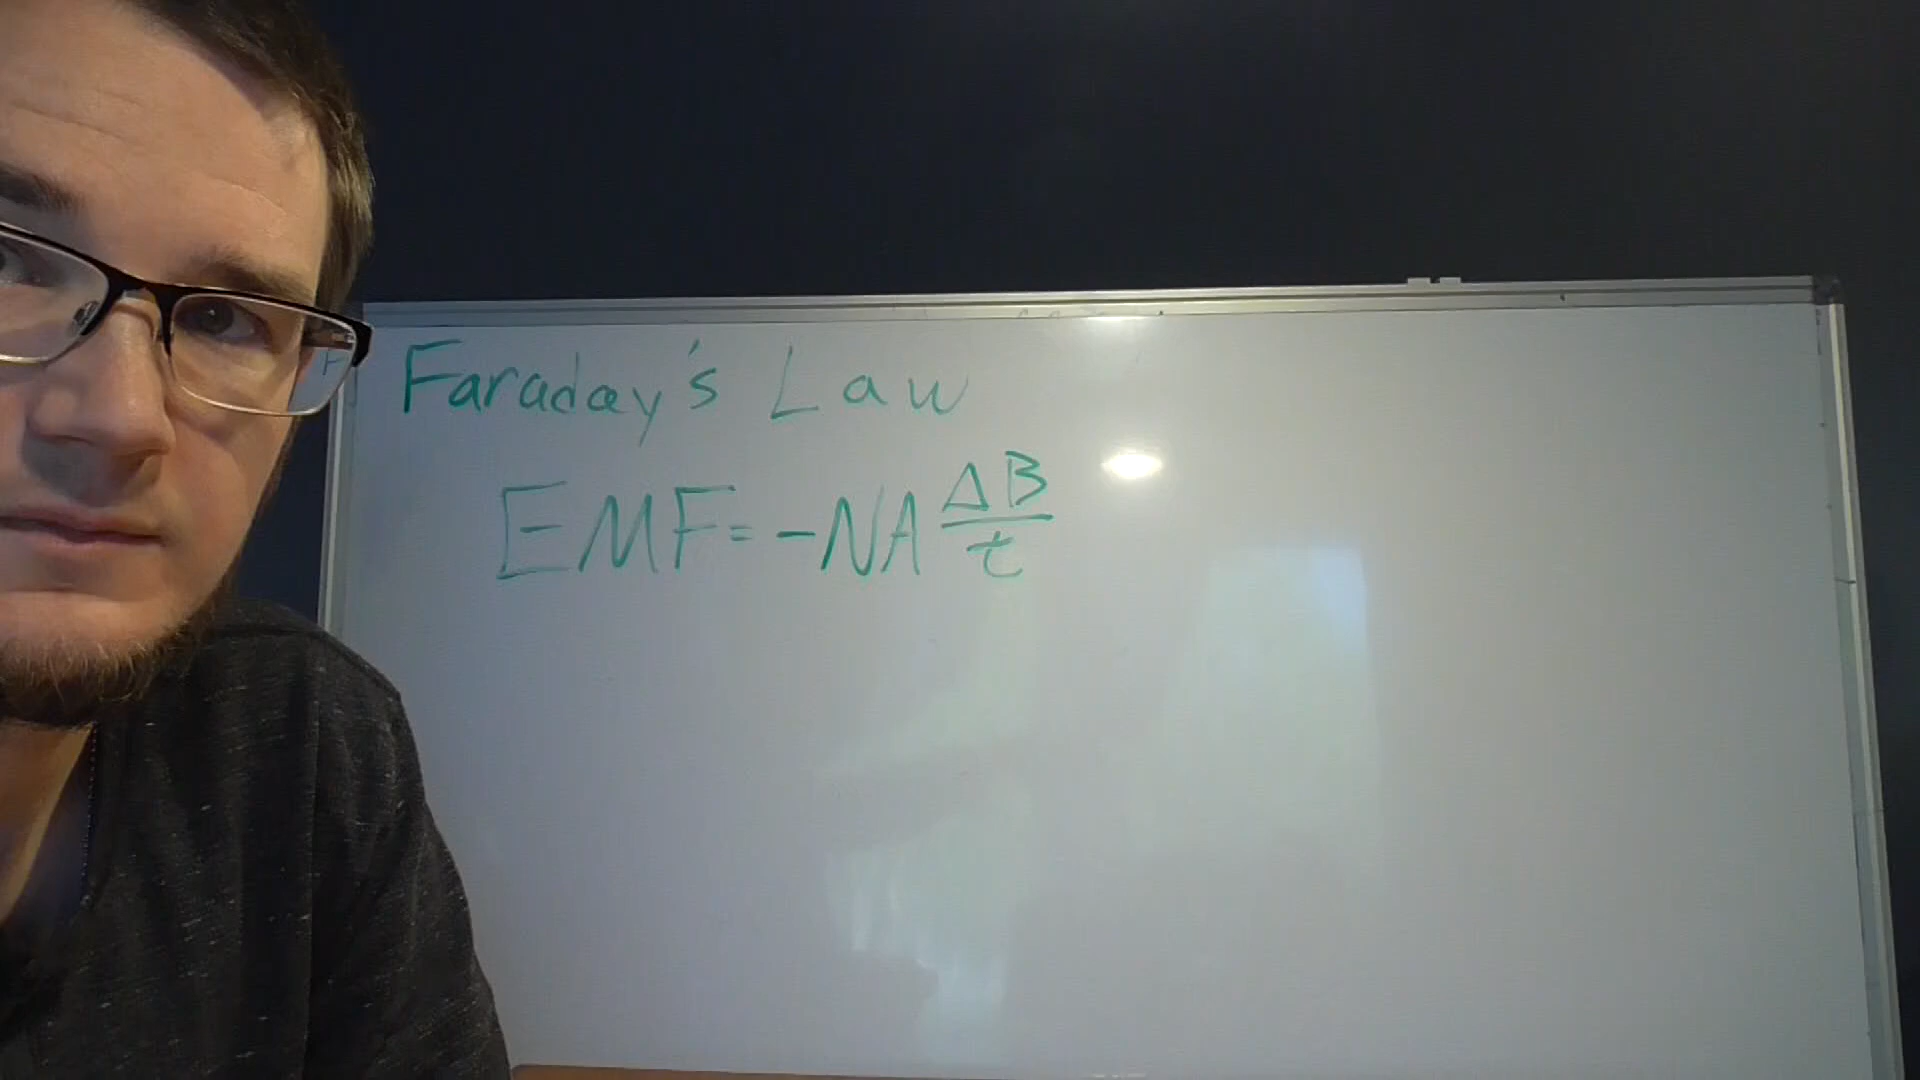 Faraday's Law
EMF = -NA ΔB/t